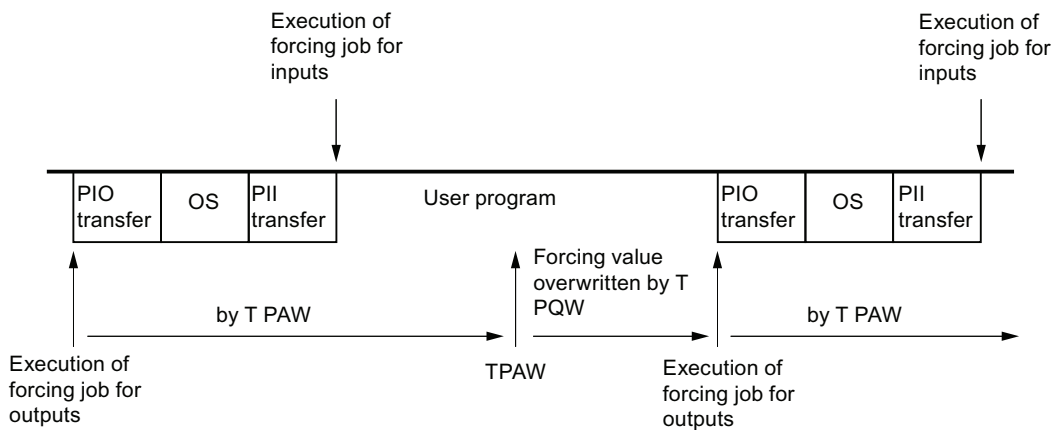 Execution of
forcing job for
inputs
Execution of
forcing job for
inputs
PIO
transfer
OS
PII
transfer
User program
PIO
transfer
OS
PII
transfer
Forcing value
overwritten by T
PQW
by T PAW
by T PAW
Execution of
forcing job for
outputs
TPAW
Execution of
forcing job for
outputs